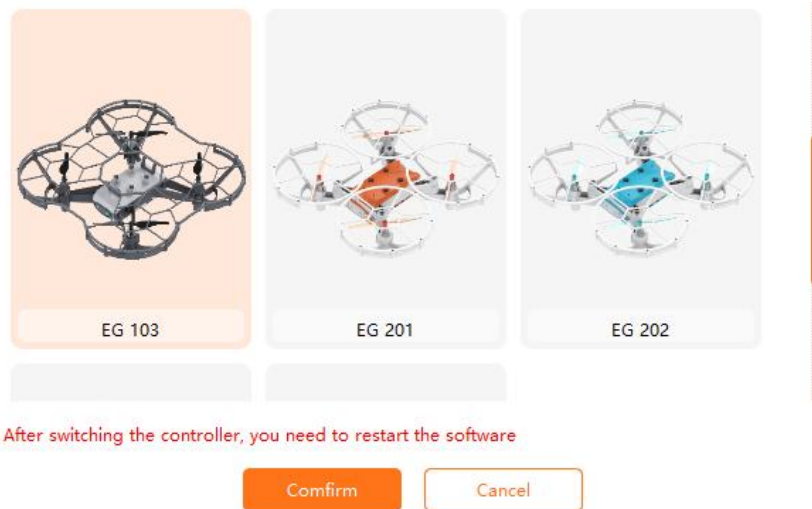 EG 103
EG 201
EG 202
After switching the controller, you need to restart the software
Comfirm
Cancel